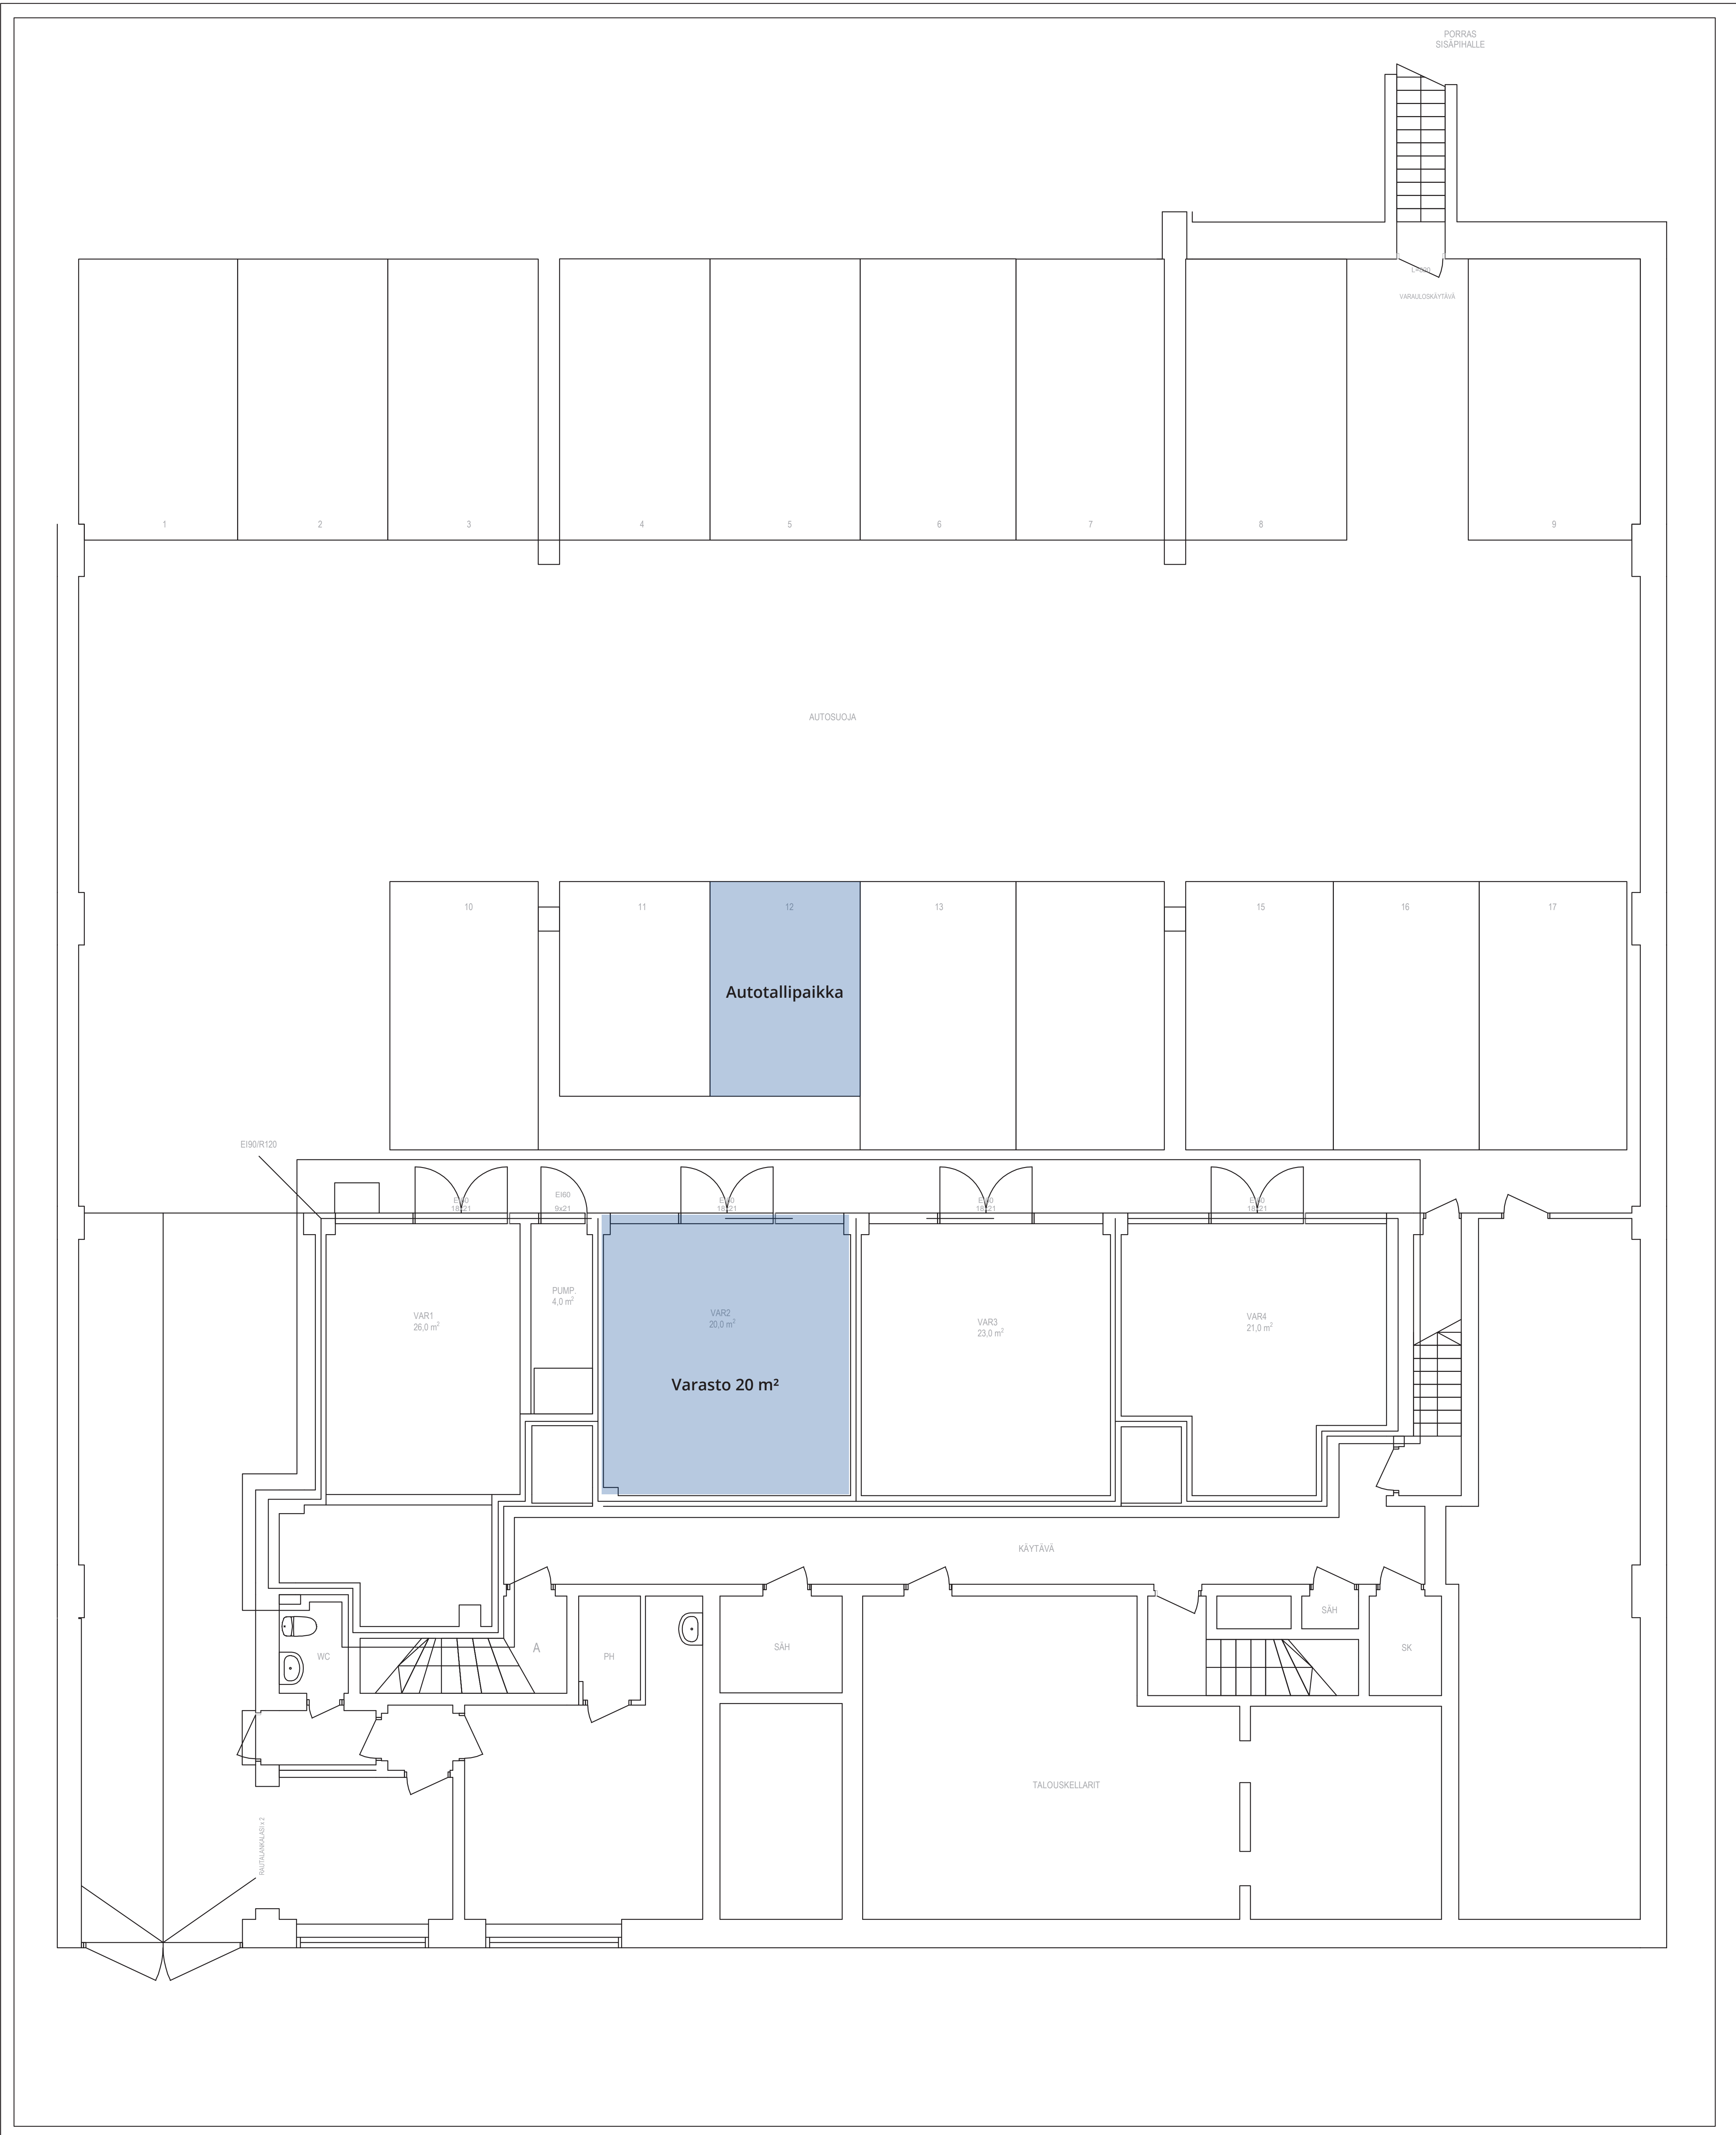 PORRAS
SISÄPIHALLE
VARAULOSKÄYTÄVÄ
1
2
3
4
5
6
7
8
9
AUTOSUOJA
10
11
12
13
15
16
17
Autotallipaikka
EI90/R120
EI60
9x21
PUMP.
4,0 m²
VAR1
26,0 m²
VAR2
20,0 m²
VAR3
23,0 m²
VAR4
21,0 m²
Varasto 20 m²
KÄYTÄVÄ
SÄH
A
SÄH
SK
WC
PH
TALOUSKELLARIT
RAUTALANKALASI x 2